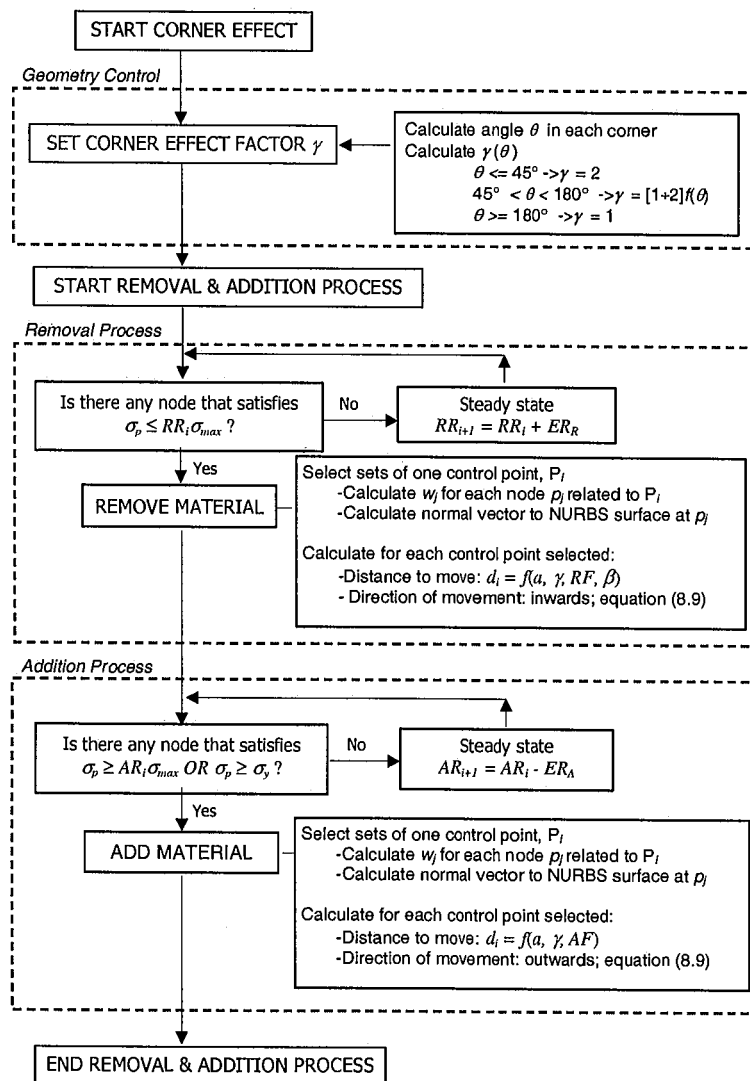 START CORNER EFFECT
Geometry Control
SET CORNER EFFECT FACTOR γ
Calculate angle θ in each corner
Calculate γ(θ)
θ <= 45° ->γ = 2
45° < θ < 180° ->γ = [1+2]f(θ)
θ >= 180° ->γ = 1
START REMOVAL & ADDITION PROCESS
Removal Process
Is there any node that satisfies
σp ≤ RRi σmax ?
No
Steady state
RRi+1 = RRi + ERR
Yes
REMOVE MATERIAL
Select sets of one control point, Pi
-Calculate wj for each node pj related to Pi
-Calculate normal vector to NURBS surface at pj
Calculate for each control point selected:
-Distance to move: di = f(a, γ, RF, β)
- Direction of movement: inwards; equation (8.9)
Addition Process
Is there any node that satisfies
σp ≥ ARi σmax OR σp ≥ σy ?
No
Steady state
ARi+1 = ARi - ERA
Yes
ADD MATERIAL
Select sets of one control point, Pi
-Calculate wj for each node pj related to Pi
-Calculate normal vector to NURBS surface at pj
Calculate for each control point selected:
-Distance to move: di = f(a, γ, AF)
-Direction of movement: outwards; equation (8.9)
END REMOVAL & ADDITION PROCESS